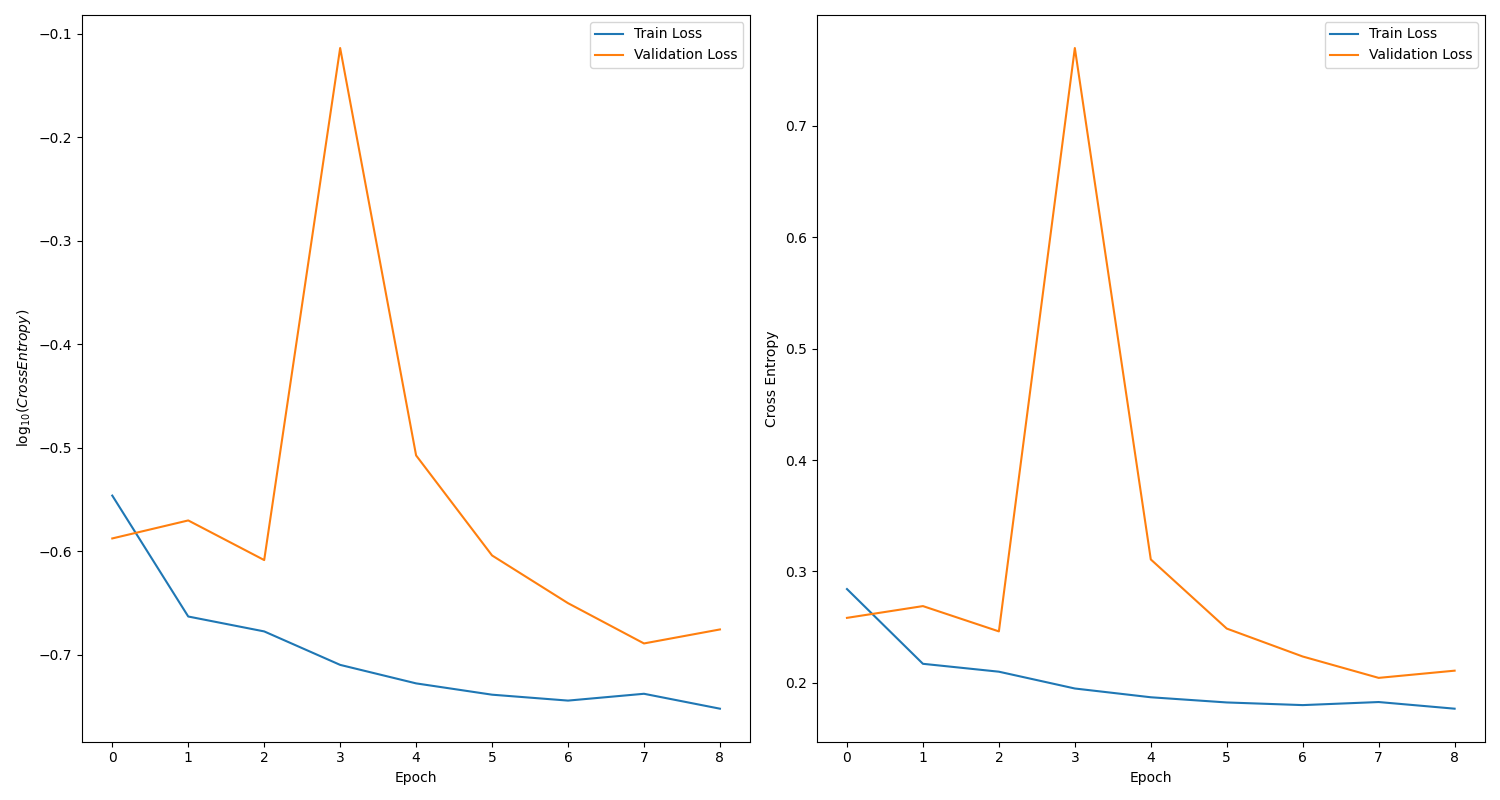 −0.1
−0.2
−0.3
−0.4
−0.5
−0.6
−0.7
log₁₀(CrossEntropy)
0 1 2 3 4 5 6 7 8
Epoch
Train Loss
Validation Loss
0.7
0.6
0.5
0.4
0.3
0.2
Cross Entropy
0 1 2 3 4 5 6 7 8
Epoch
Train Loss
Validation Loss